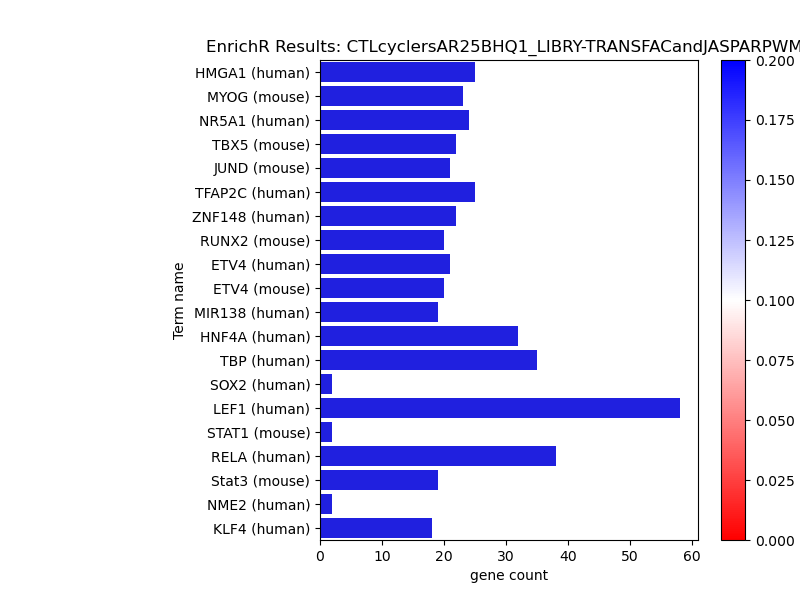 EnrichR Results: CTLcyclersAR25BHQ1_LIBRY-TRANSFACandJASPARPWM
HMGA1 (human)
MYOG (mouse)
NR5A1 (human)
TBX5 (mouse)
JUND (mouse)
TFAP2C (human)
ZNF148 (human)
RUNX2 (mouse)
ETV4 (human)
ETV4 (mouse)
MIR138 (human)
HNF4A (human)
TBP (human)
SOX2 (human)
LEF1 (human)
STAT1 (mouse)
RELA (human)
Stat3 (mouse)
NME2 (human)
KLF4 (human)
Term name
0 10 20 30 40 50 60
gene count
0.200
0.175
0.150
0.125
0.100
0.075
0.050
0.025
0.000